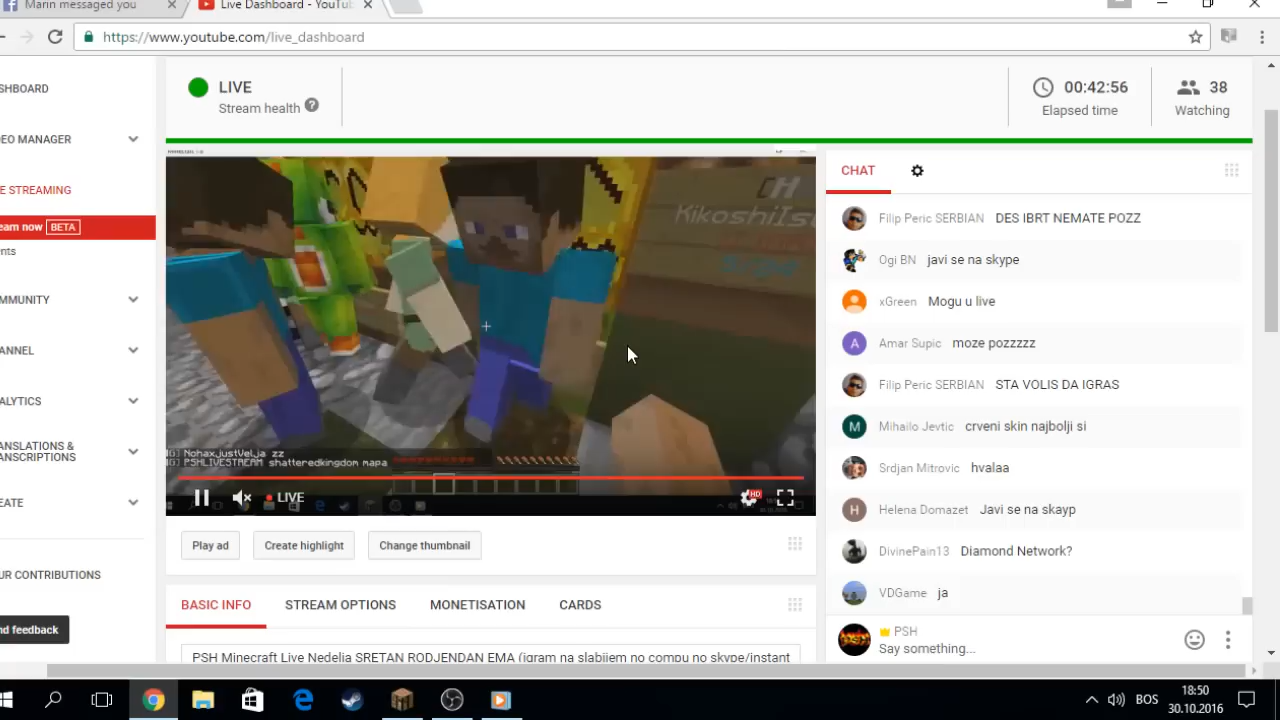 Marin messaged you
Live Dashboard - YouTub
https://www.youtube.com/live_dashboard
SHBOARD
EO MANAGER
E STREAMING
eam now BETA
nts
MMUNITY
ANNEL
ALYTICS
ANSLATIONS &
ANSCRIPTIONS
EATE
UR CONTRIBUTIONS
nd feedback
LIVE
Stream health ?
00:42:56
Elapsed time
38
Watching
KikoshiIs
[G] NohaxjustVelja zz
[G] PSHLIVESTREAM shatteredkingdom mapa
LIVE
HD
Play ad
Create highlight
Change thumbnail
BASIC INFO
STREAM OPTIONS
MONETISATION
CARDS
PSH Minecraft Live Nedelja SRETAN RODJENDAN EMA (igram na slabijem no compu no skype/instant
CHAT
Filip Peric SERBIAN DES IBRT NEMATE POZZ
Ogi BN javi se na skype
xGreen Mogu u live
A Amar Supic moze pozzzzz
Filip Peric SERBIAN STA VOLIS DA IGRAS
M Mihailo Jevtic crveni skin najbolji si
Srdjan Mitrovic hvalaa
H Helena Domazet Javi se na skayp
DivinePain13 Diamond Network?
VDGame ja
PSH
Say something...
BOS
18:50
30.10.2016